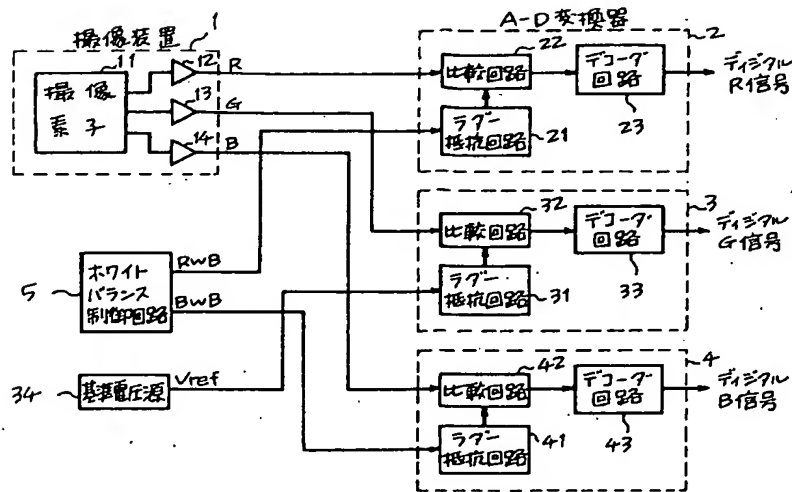 撮像装置
1
11
撮像
素子
12
13
14
R
G
B
A-D変換器
2
22
比較回路
デコーダ
回路
23
ラダー
抵抗回路
21
ディジタル
R信号
3
32
比較回路
デコーダ
回路
33
ラダー
抵抗回路
31
ディジタル
G信号
5
ホワイト
バランス
制御回路
RWB
BWB
34
基準電圧源
Vref
4
42
比較回路
デコーダ
回路
43
ラダー
抵抗回路
41
ディジタル
B信号